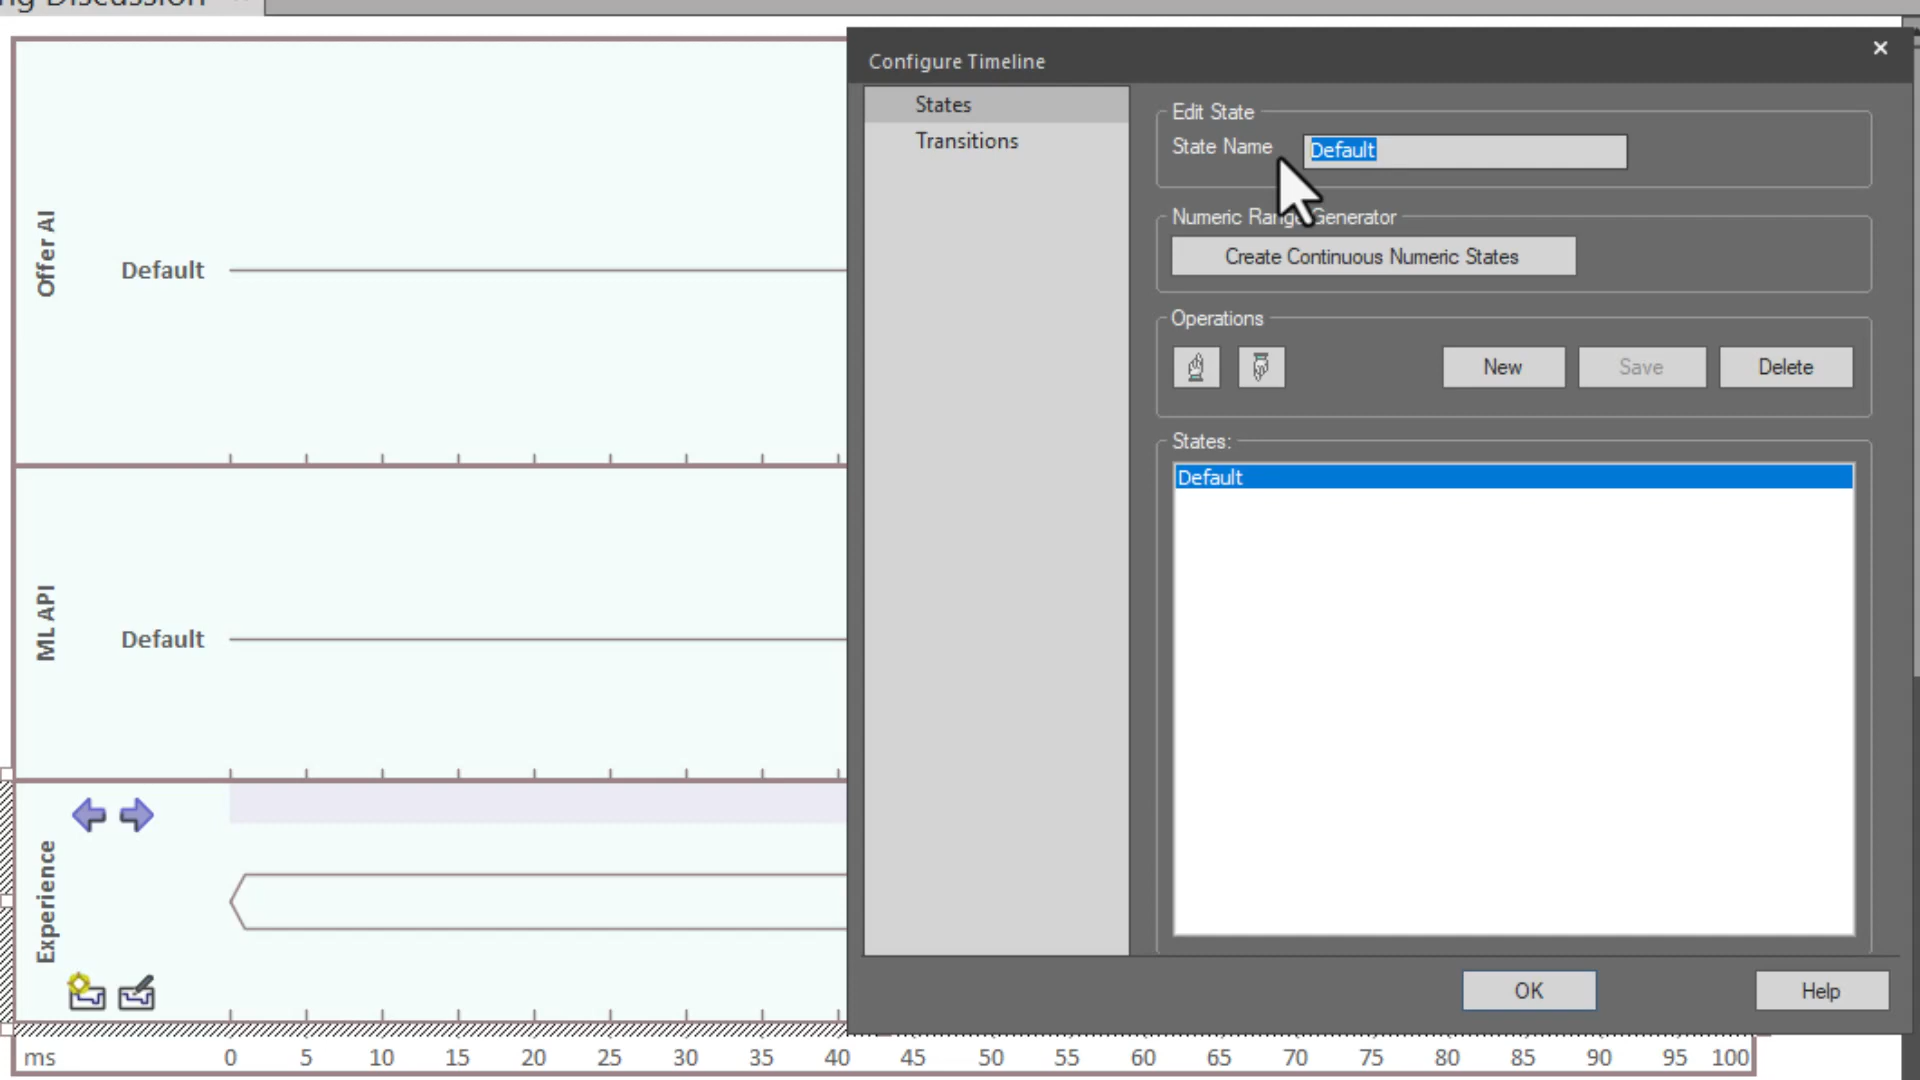 Discussion
Configure Timeline
States
Transitions
Edit State
State Name
Default
Numeric Range Generator
Create Continuous Numeric States
Operations
New
Save
Delete
States:
Default
OK
Help
Offer AI
Default
ML API
Default
Experience
ms 0 5 10 15 20 25 30 35 40 45 50 55 60 65 70 75 80 85 90 95 100